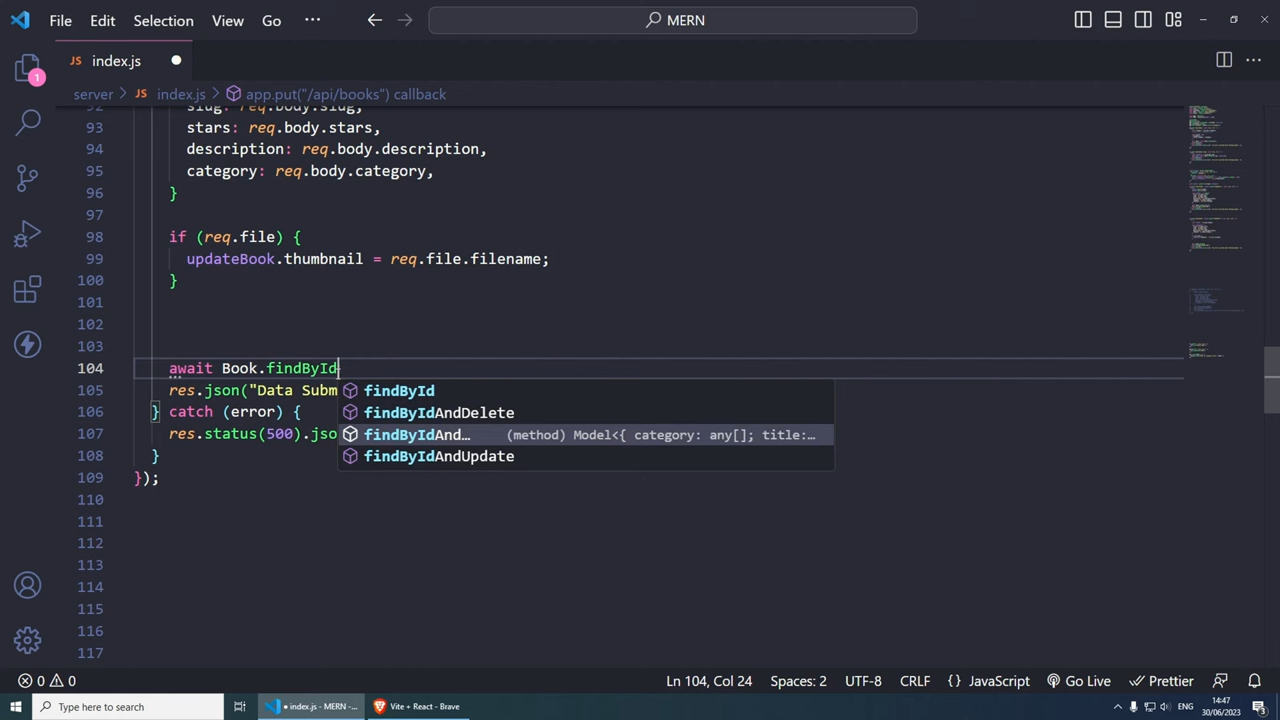 File Edit Selection View Go ··· MERN
JS index.js
server > JS index.js > app.put("/api/books") callback
92 slug: req.body.slug,
93 stars: req.body.stars,
94 description: req.body.description,
95 category: req.body.category,
96 }
97
98 if (req.file) {
99 updateBook.thumbnail = req.file.filename;
100 }
101
102
103
104 await Book.findById
105 res.json("Data Subm
findById
106 } catch (error) {
findByIdAndDelete
107 res.status(500).jso
findByIdAnd… (method) Model<{ category: any[]; title:…
108 }
findByIdAndUpdate
109 });
110
111
112
113
114
115
116
117
1
0 0 Ln 104, Col 24 Spaces: 2 UTF-8 CRLF {} JavaScript Go Live Prettier
Type here to search index.js - MERN -... Vite + React - Brave ENG 14:47
30/06/2023 3